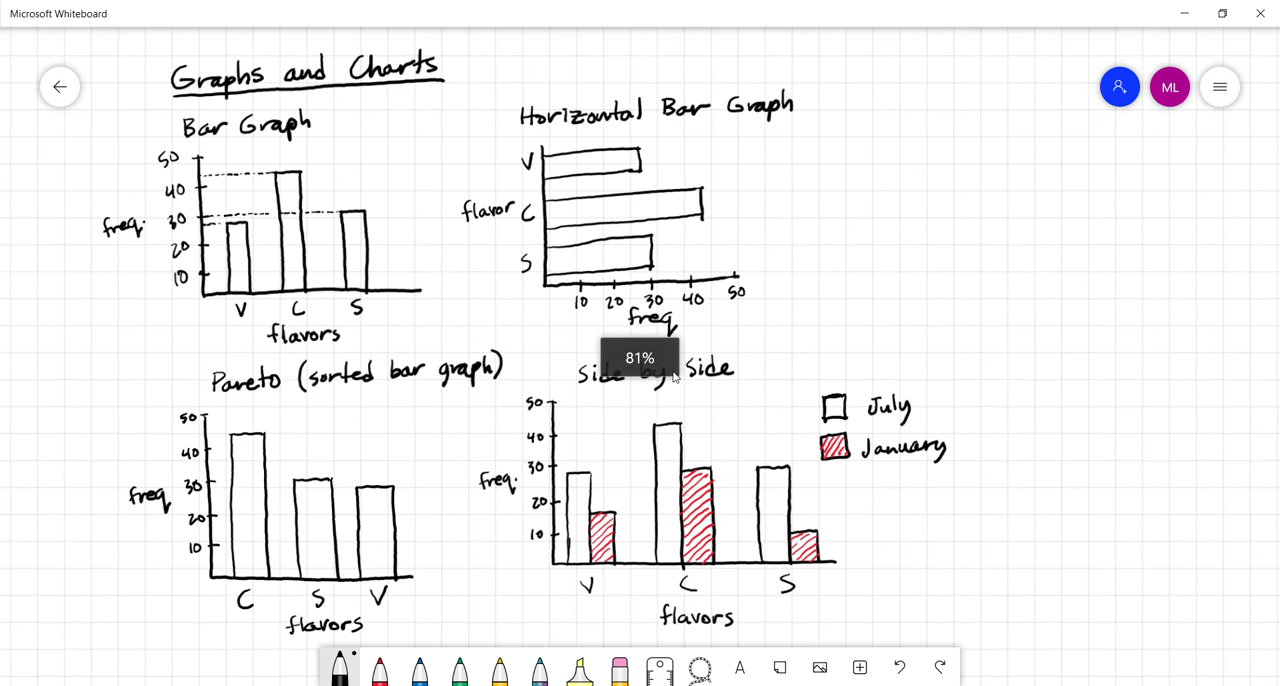 Microsoft Whiteboard
ML
Graphs and Charts
Bar Graph
50
40
30
20
10
freq.
V C S
flavors
Horizontal Bar Graph
V
C
S
flavor
10 20 30 40 50
freq
81%
Pareto (sorted bar graph)
50
40
30
20
10
freq
C S V
flavors
Side by Side
50
40
30
20
10
freq.
V C S
flavors
July
January
A